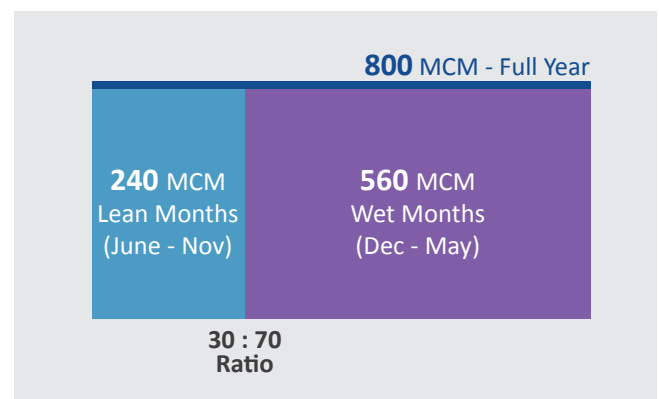 800 MCM - Full Year
240 MCM
Lean Months
(June - Nov)
560 MCM
Wet Months
(Dec - May)
30 : 70
Ratio